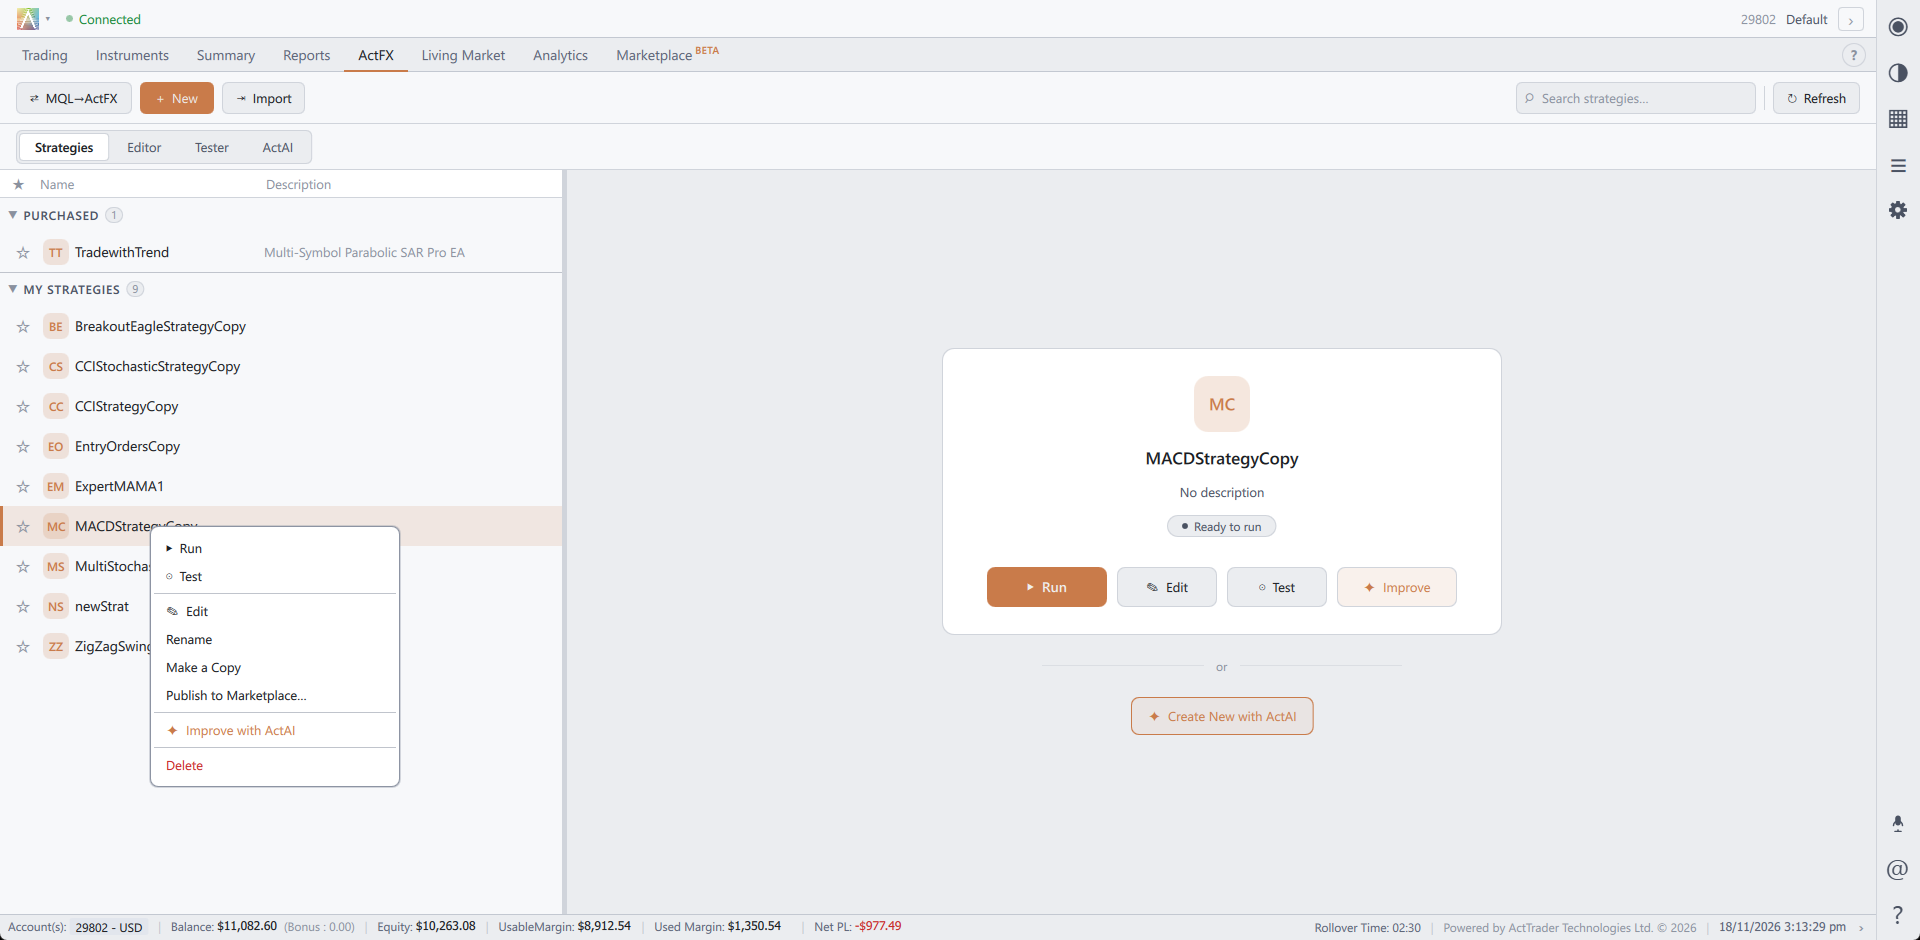 Connected
29802 Default
Trading Instruments Summary Reports ActFX Living Market Analytics Marketplace BETA
?
MQL→ActFX + New Import
Search strategies...
Refresh
Strategies Editor Tester ActAI
Name Description
PURCHASED 1
TT TradewithTrend Multi-Symbol Parabolic SAR Pro EA
MY STRATEGIES 9
BE BreakoutEagleStrategyCopy
CS CCIStochasticStrategyCopy
CC CCIStrategyCopy
EO EntryOrdersCopy
EM ExpertMAMA1
MC MACDStrategyCopy
MS MultiStochas
NS newStrat
ZZ ZigZagSwing
Run
Test
Edit
Rename
Make a Copy
Publish to Marketplace...
Improve with ActAI
Delete
MC
MACDStrategyCopy
No description
Ready to run
Run Edit Test Improve
or
Create New with ActAI
@
?
Account(s): 29802 - USD Balance: $11,082.60 (Bonus : 0.00) Equity: $10,263.08 UsableMargin: $8,912.54 Used Margin: $1,350.54 Net PL: -$977.49 Rollover Time: 02:30 Powered by ActTrader Technologies Ltd. © 2026 18/11/2026 3:13:29 pm